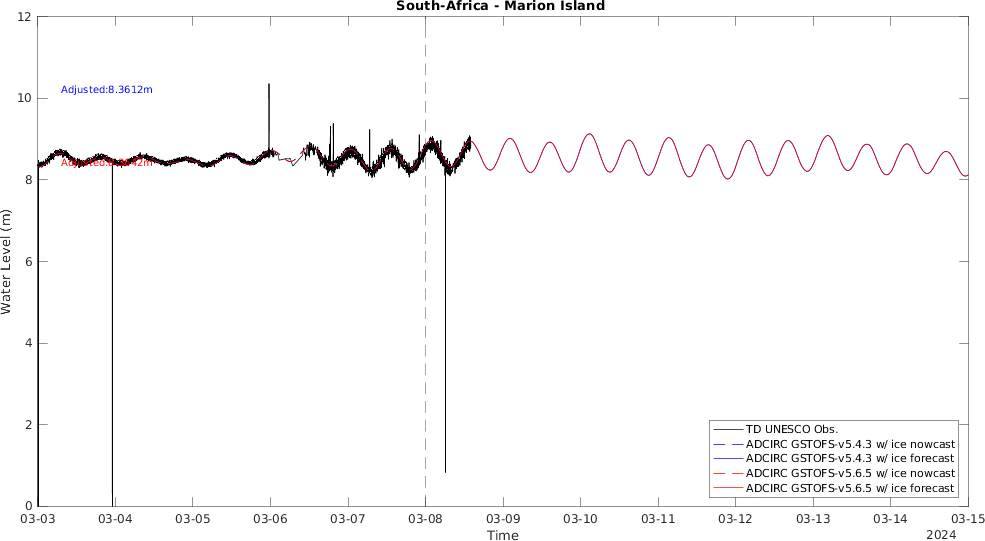 South-Africa - Marion Island
Water Level (m)
12
10
8
6
4
2
0
Adjusted:8.3612m
03-03
03-04
03-05
03-06
03-07
03-08
03-09
03-10
03-11
03-12
03-13
03-14
03-15
Time
2024
TD UNESCO Obs.
ADCIRC GSTOFS-v5.4.3 w/ ice nowcast
ADCIRC GSTOFS-v5.4.3 w/ ice forecast
ADCIRC GSTOFS-v5.6.5 w/ ice nowcast
ADCIRC GSTOFS-v5.6.5 w/ ice forecast